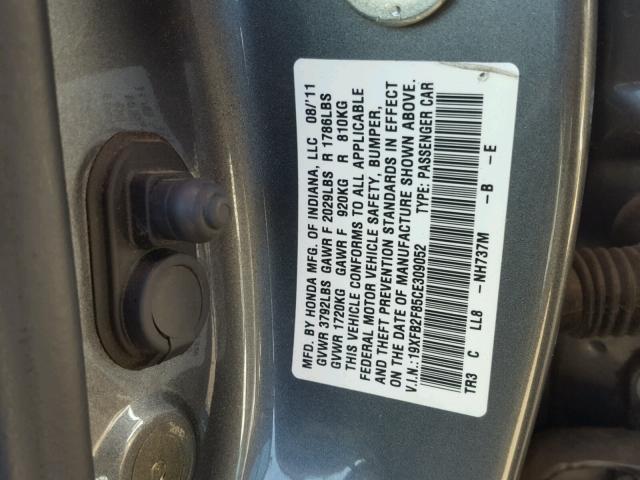 MFD. BY HONDA MFG. OF INDIANA, LLC 08/'11
GVWR 3792LBS GAWR F 2029LBS R 1786LBS
GVWR 1720KG GAWR F 920KG R 810KG
THIS VEHICLE CONFORMS TO ALL APPLICABLE
FEDERAL MOTOR VEHICLE SAFETY, BUMPER,
AND THEFT PREVENTION STANDARDS IN EFFECT
ON THE DATE OF MANUFACTURE SHOWN ABOVE.
V.I.N.: 19XFB2F86CE309052 TYPE: PASSENGER CAR
TR3 C LL8 -NH737M -B -E